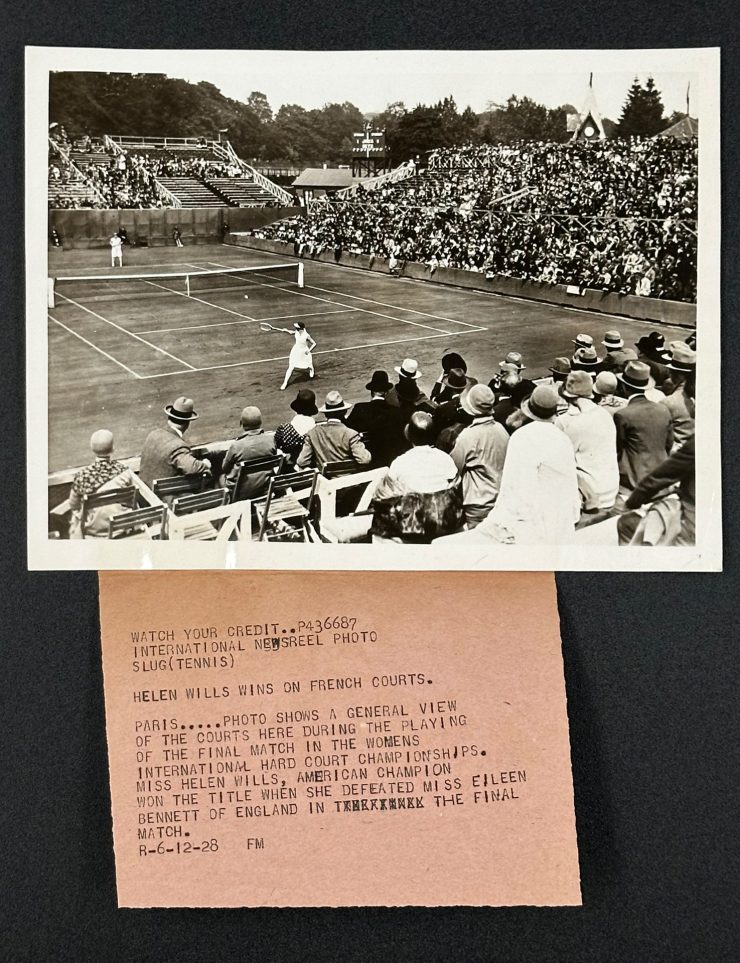 WATCH YOUR CREDIT..P436687
INTERNATIONAL NEWSREEL PHOTO
SLUG(TENNIS)
HELEN WILLS WINS ON FRENCH COURTS.
PARIS.....PHOTO SHOWS A GENERAL VIEW
OF THE COURTS HERE DURING THE PLAYING
OF THE FINAL MATCH IN THE WOMENS
INTERNATIONAL HARD COURT CHAMPIONSHIPS.
MISS HELEN WILLS, AMERICAN CHAMPION
WON THE TITLE WHEN SHE DEFEATED MISS EILEEN
BENNETT OF ENGLAND IN THE FINAL
MATCH.
R-6-12-28 FM